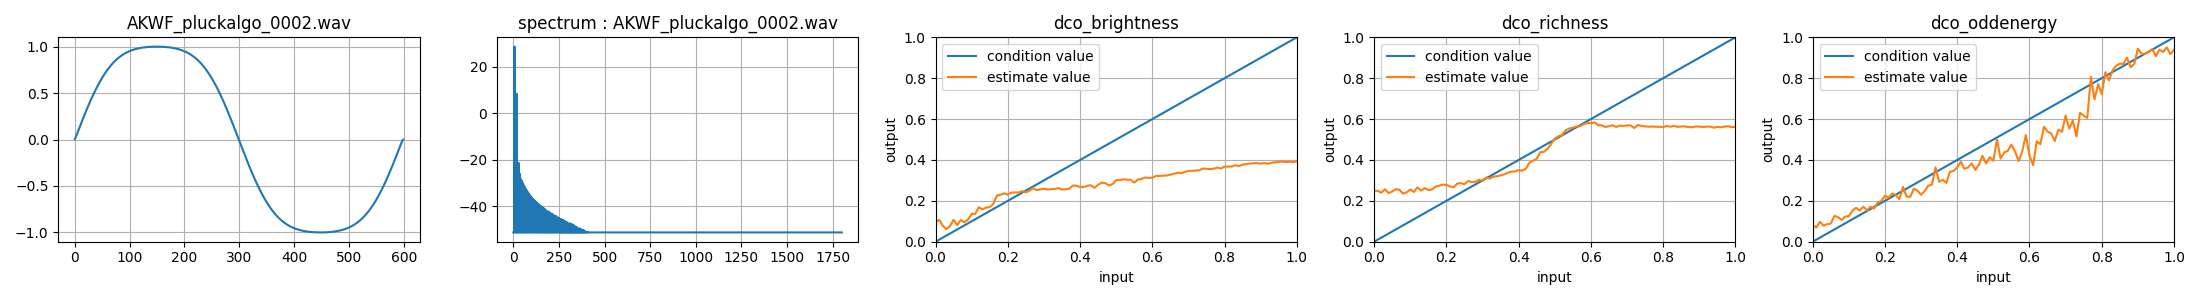 AKWF_pluckalgo_0002.wav
1.0
0.5
0.0
−0.5
−1.0
0 100 200 300 400 500 600
spectrum : AKWF_pluckalgo_0002.wav
20
0
−20
−40
0 250 500 750 1000 1250 1500 1750
dco_brightness
condition value
estimate value
output
1.0
0.8
0.6
0.4
0.2
0.0
0.0 0.2 0.4 0.6 0.8 1.0
input
dco_richness
condition value
estimate value
output
1.0
0.8
0.6
0.4
0.2
0.0
0.0 0.2 0.4 0.6 0.8 1.0
input
dco_oddenergy
condition value
estimate value
output
1.0
0.8
0.6
0.4
0.2
0.0
0.0 0.2 0.4 0.6 0.8 1.0
input